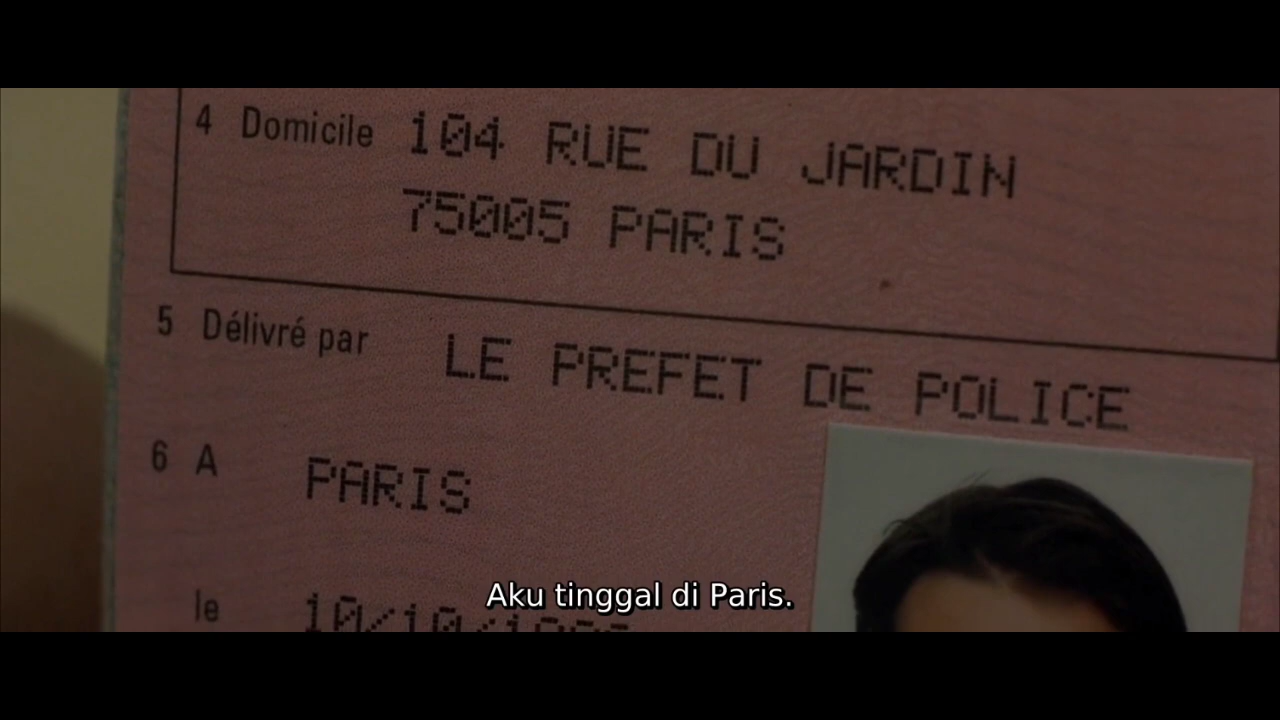 4 Domicile 104 RUE DU JARDIN
75005 PARIS
5 Délivré par LE PREFET DE POLICE
6 A PARIS
le
Aku tinggal di Paris.